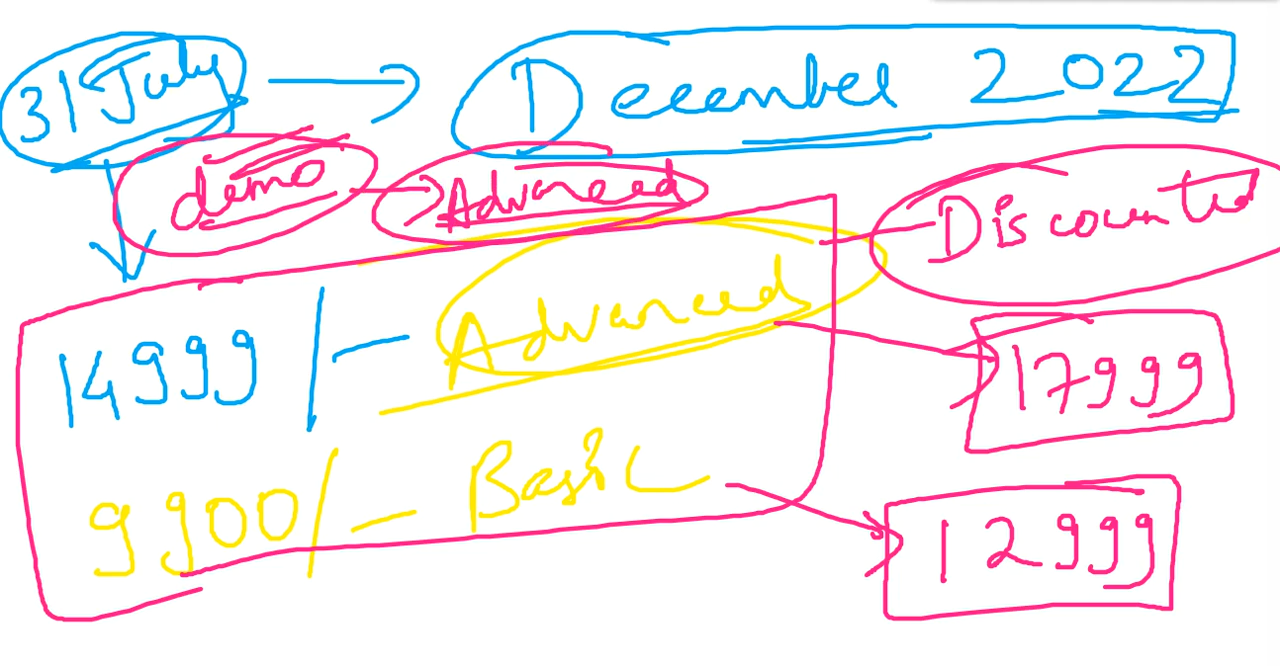 31 July → December 2022
demo → Advanced
Discounted
14999/- Advanced → 17999
9900/- Basic → 12999